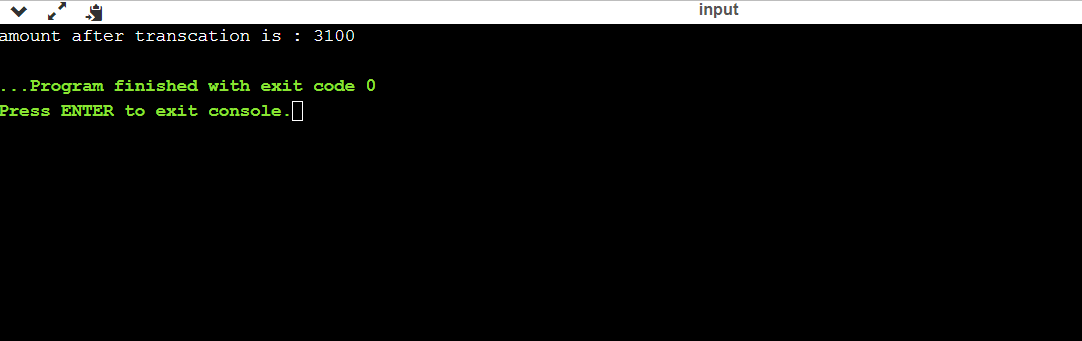 input
amount after transcation is : 3100
...Program finished with exit code 0
Press ENTER to exit console.